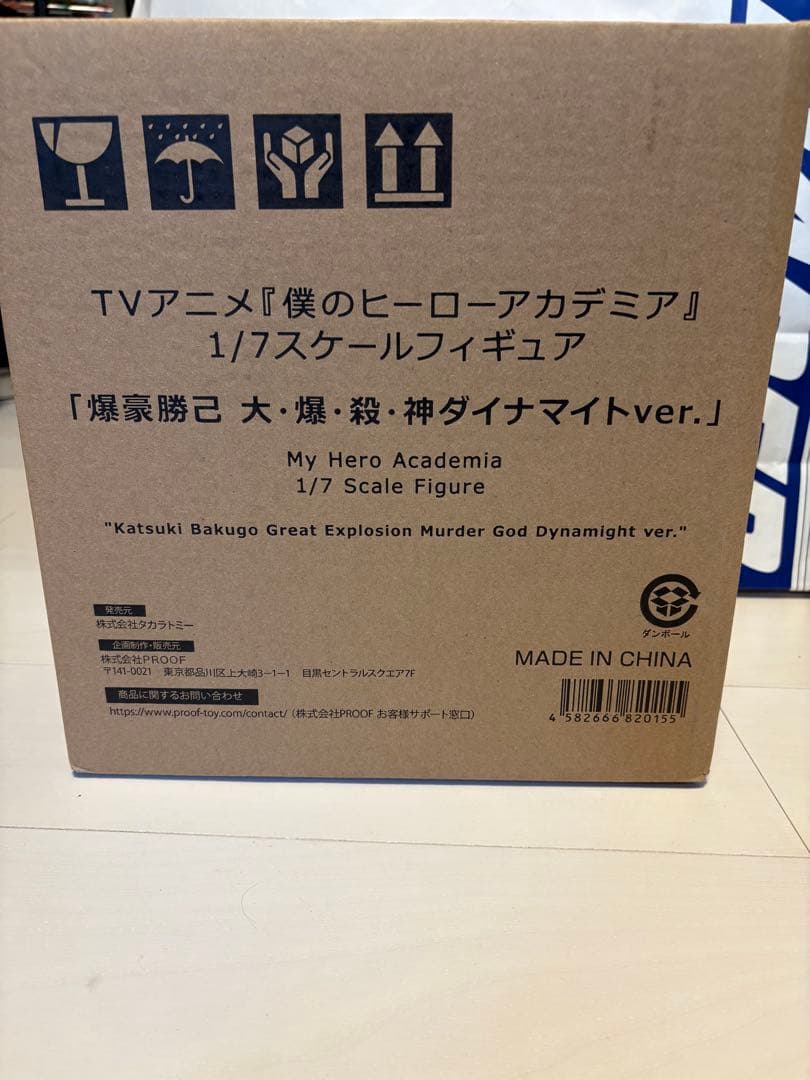 TVアニメ『僕のヒーローアカデミア』
1/7スケールフィギュア
「爆豪勝己 大・爆・殺・神ダイナマイトver.」
My Hero Academia
1/7 Scale Figure
"Katsuki Bakugo Great Explosion Murder God Dynamight ver."
発売元
株式会社タカラトミー
企画制作・販売元
株式会社PROOF
〒141-0021 東京都品川区上大崎3-1-1 目黒セントラルスクエア7F
商品に関するお問い合わせ
https://www.proof-toy.com/contact/（株式会社PROOF お客様サポート窓口）
ダンボール
MADE IN CHINA
4 582666 820155